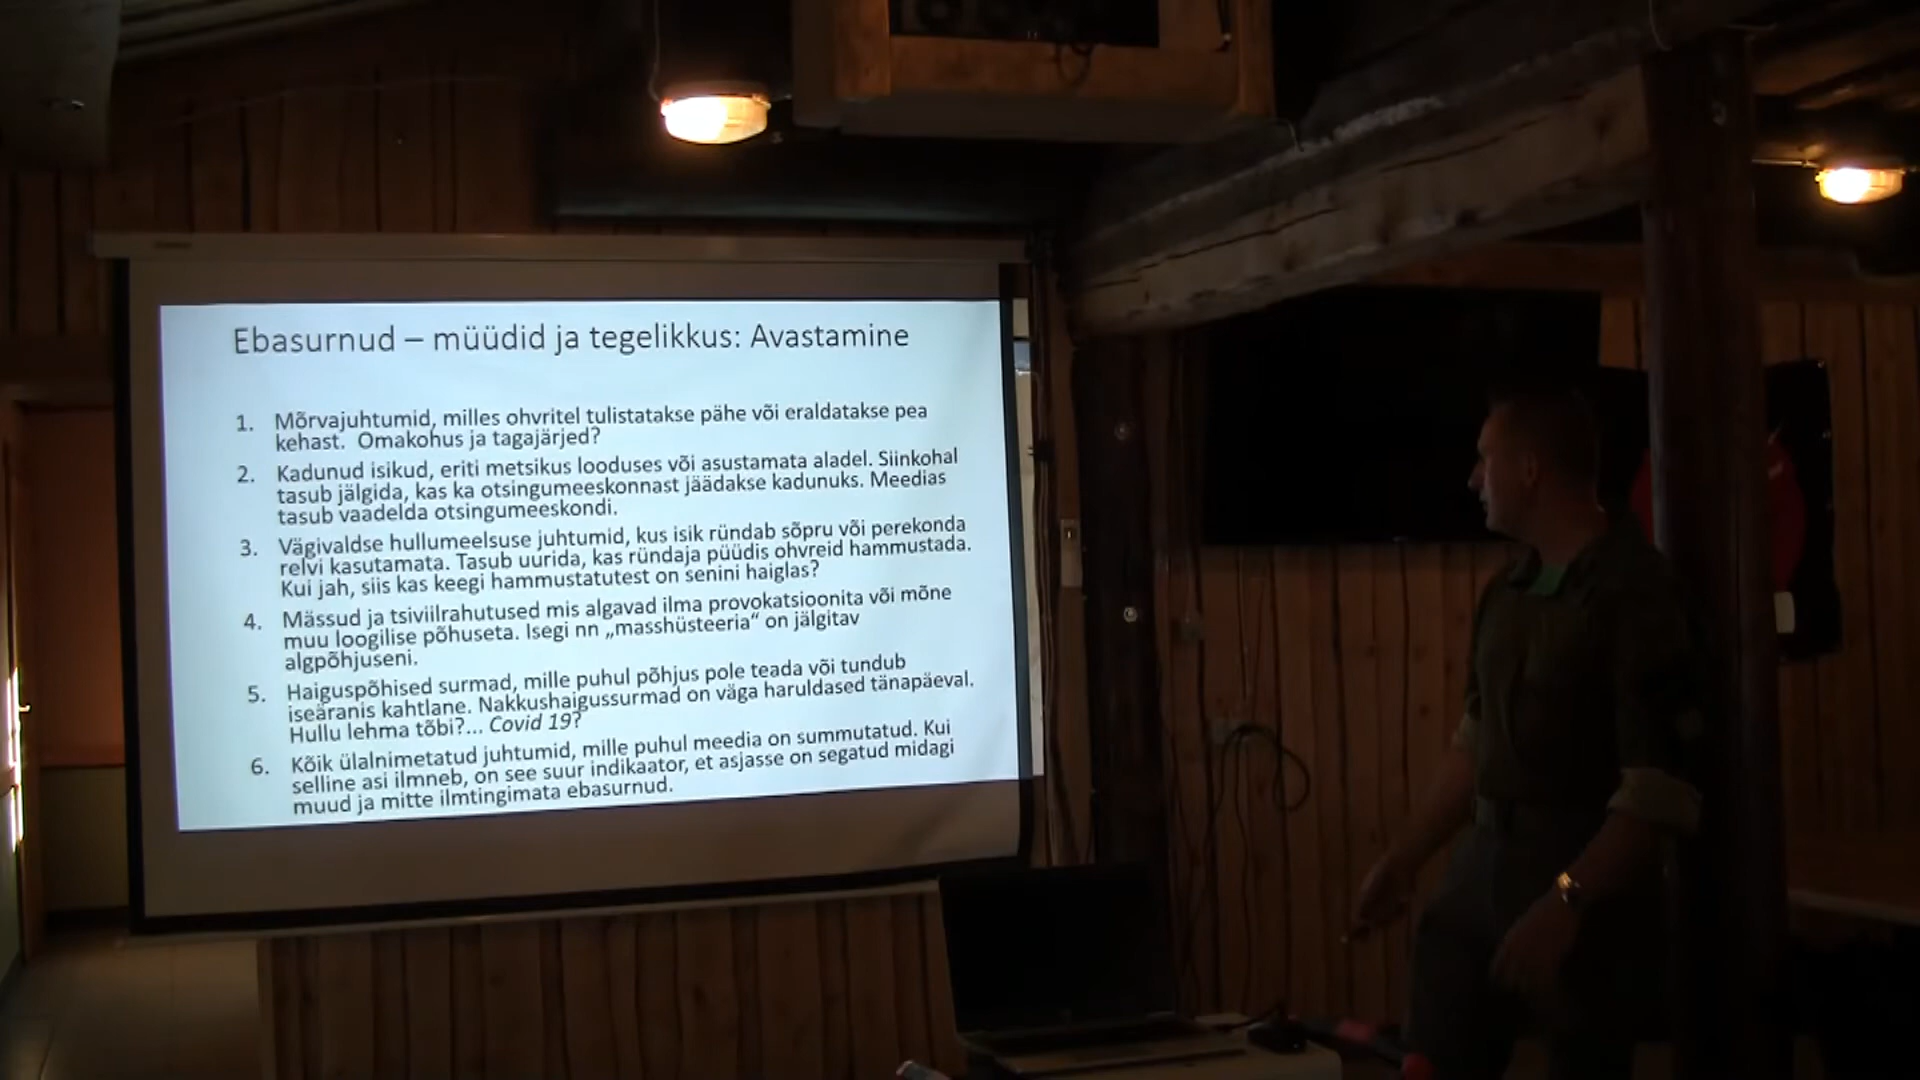 Ebasurnud – müüdid ja tegelikkus: Avastamine
1. Mõrvajuhtumid, milles ohvritel tulistatakse pähe või eraldatakse pea
kehast. Omakohus ja tagajärjed?
2. Kadunud isikud, eriti metsikus looduses või asustamata aladel. Siinkohal
tasub jälgida, kas ka otsingumeeskonnast jäädakse kadunuks. Meedias
tasub vaadelda otsingumeeskondi.
3. Vägivaldse hullumeelsuse juhtumid, kus isik ründab sõpru või perekonda
relvi kasutamata. Tasub uurida, kas ründaja püüdis ohvreid hammustada.
Kui jah, siis kas keegi hammustatutest on senini haiglas?
4. Mässud ja tsiviilrahutused mis algavad ilma provokatsioonita või mõne
muu loogilise põhuseta. Isegi nn „masshüsteeria“ on jälgitav
algpõhjuseni.
5. Haiguspõhised surmad, mille puhul põhjus pole teada või tundub
iseäranis kahtlane. Nakkushaigussurmad on väga haruldased tänapäeval.
Hullu lehma tõbi?... Covid 19?
6. Kõik ülalnimetatud juhtumid, mille puhul meedia on summutatud. Kui
selline asi ilmneb, on see suur indikaator, et asjasse on segatud midagi
muud ja mitte ilmtingimata ebasurnud.